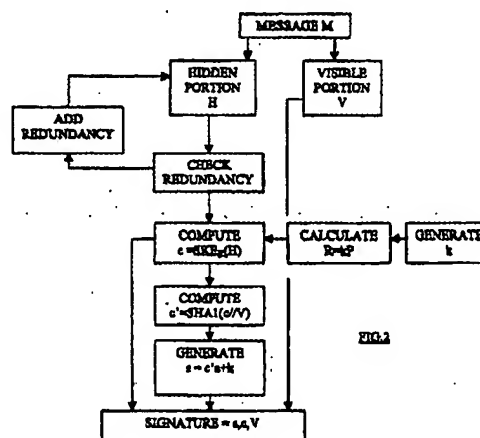 MESSAGE M
HIDDEN
PORTION
H
VISIBLE
PORTION
V
ADD
REDUNDANCY
CHECK
REDUNDANCY
COMPUTE
c =SKE_R(H)
CALCULATE
R=kP
GENERATE
k
COMPUTE
c'=SHA1(c//V)
GENERATE
s = c'a+k
FIG.2
SIGNATURE = s,c,V